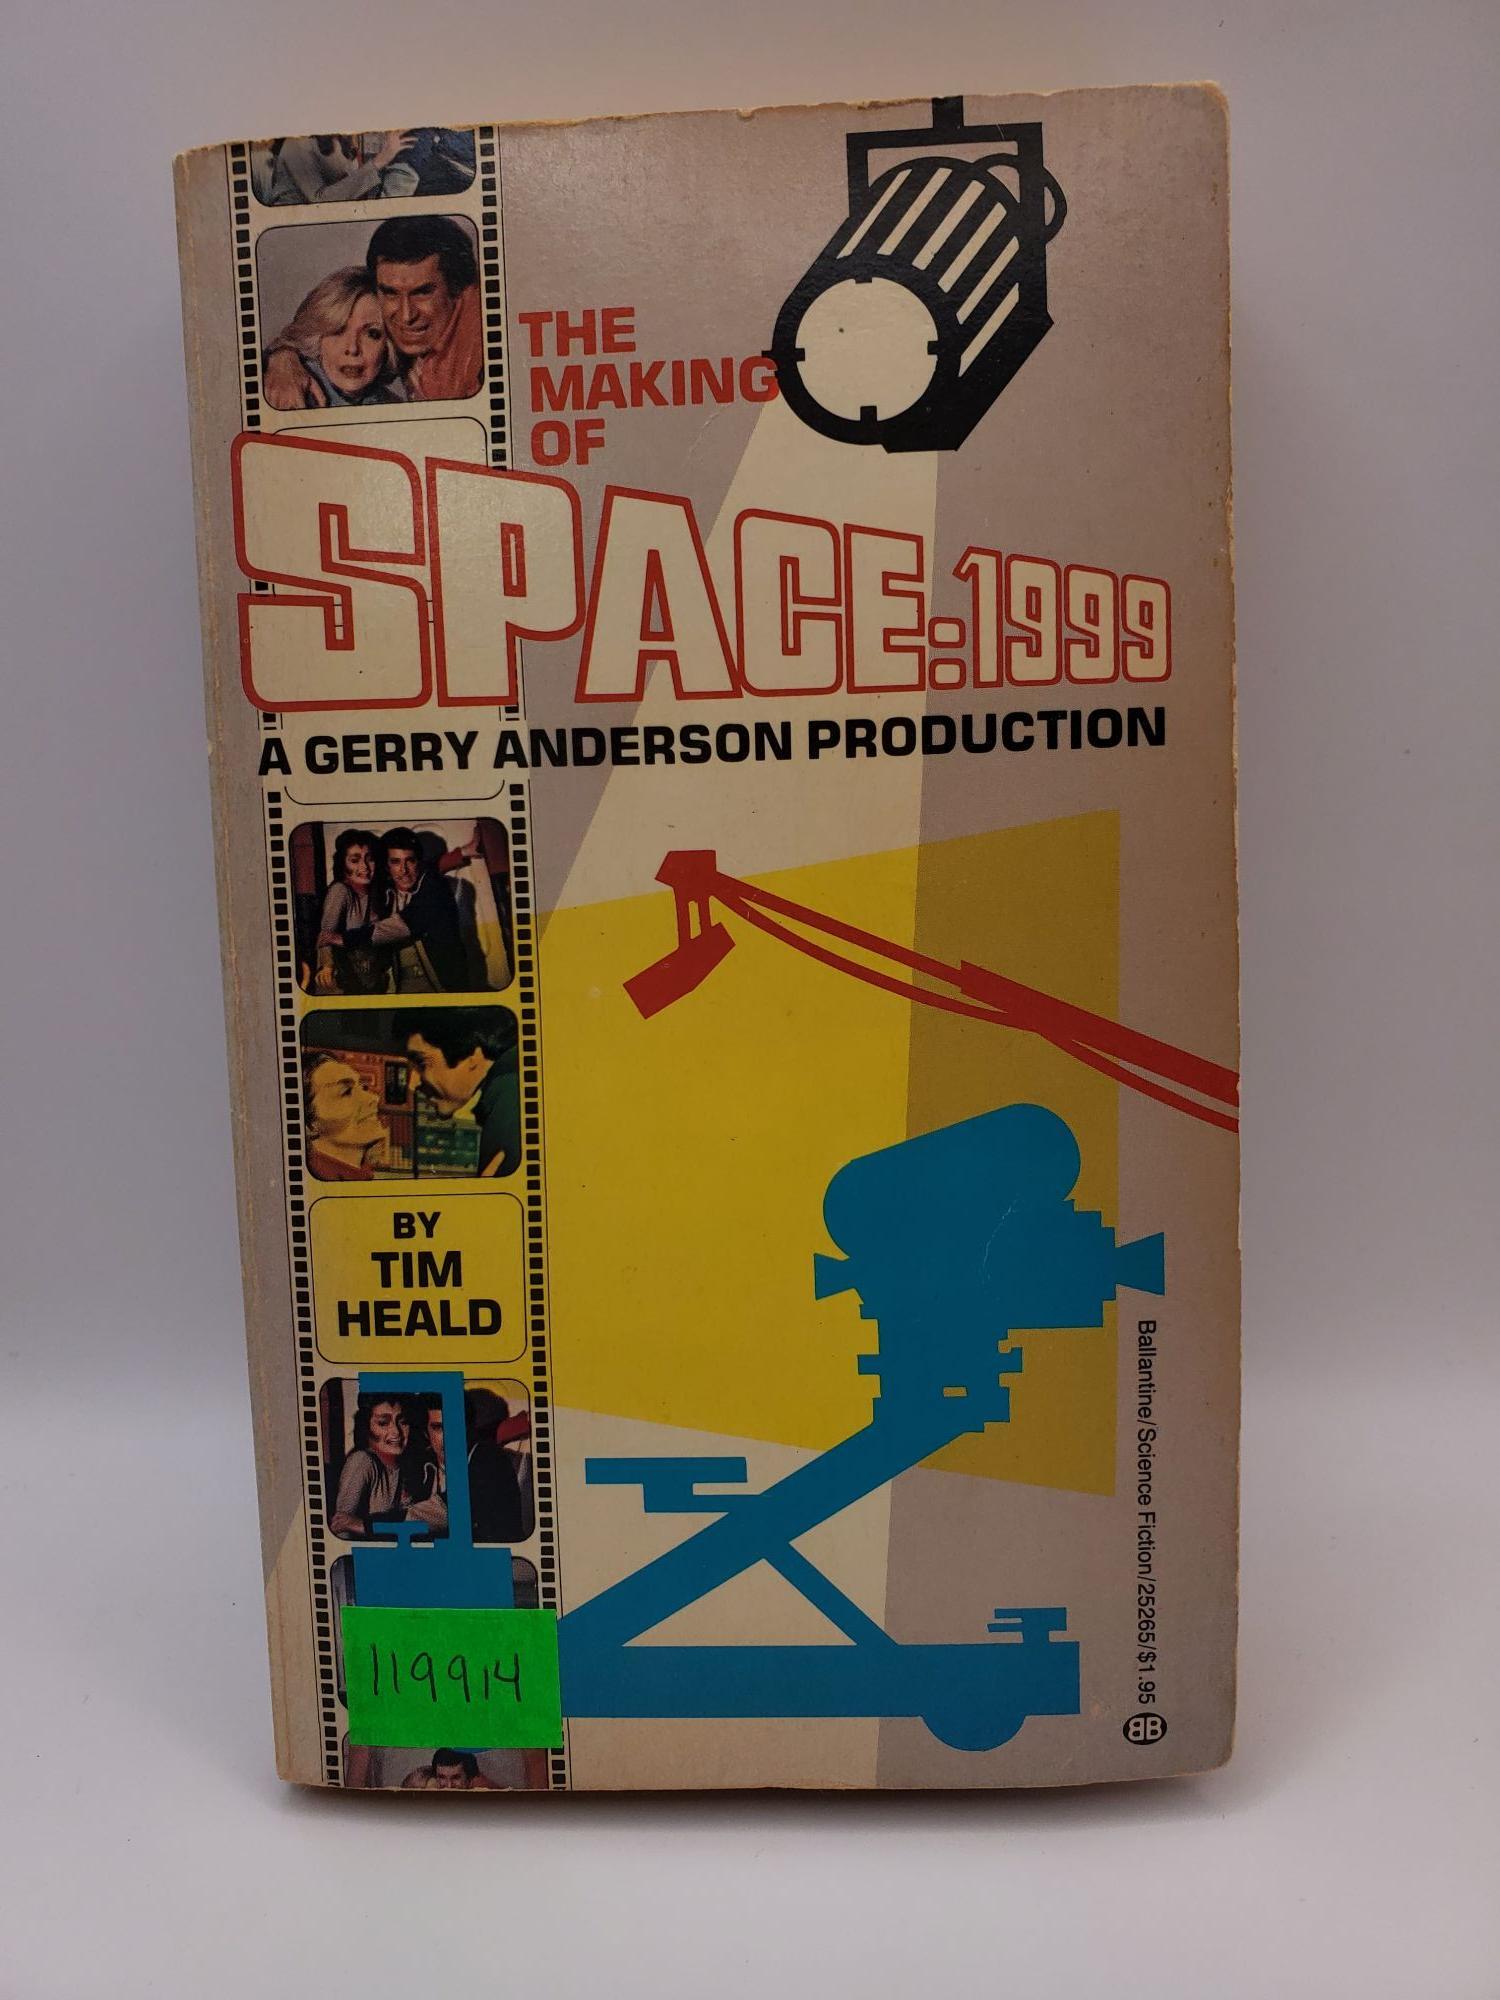 THE
MAKING
OF
SPACE:1999
A GERRY ANDERSON PRODUCTION
BY
TIM
HEALD
Ballantine/Science Fiction/25265/$1.95
BB
119914